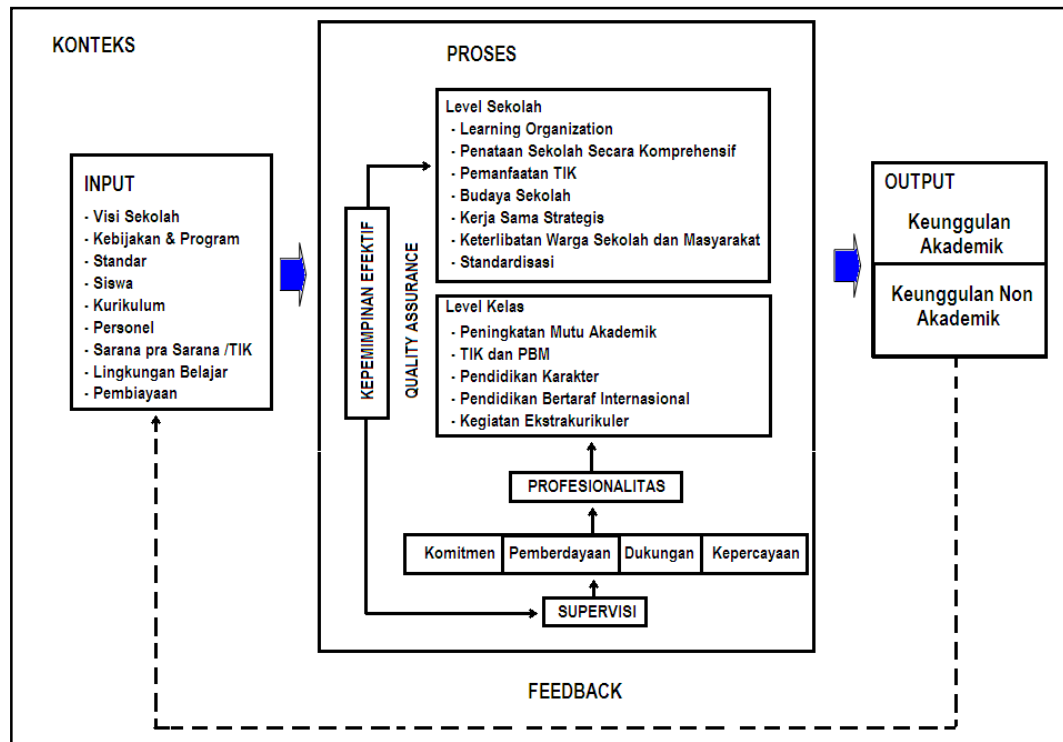 KONTEKS
INPUT
- Visi Sekolah
- Kebijakan & Program
- Standar
- Siswa
- Kurikulum
- Personel
- Sarana pra Sarana /TIK
- Lingkungan Belajar
- Pembiayaan
PROSES
KEPEMIMPINAN EFEKTIF
QUALITY ASSURANCE
Level Sekolah
- Learning Organization
- Penataan Sekolah Secara Komprehensif
- Pemanfaatan TIK
- Budaya Sekolah
- Kerja Sama Strategis
- Keterlibatan Warga Sekolah dan Masyarakat
- Standardisasi
Level Kelas
- Peningkatan Mutu Akademik
- TIK dan PBM
- Pendidikan Karakter
- Pendidikan Bertaraf Internasional
- Kegiatan Ekstrakurikuler
PROFESIONALITAS
Komitmen Pemberdayaan Dukungan Kepercayaan
SUPERVISI
OUTPUT
Keunggulan
Akademik
Keunggulan Non
Akademik
FEEDBACK